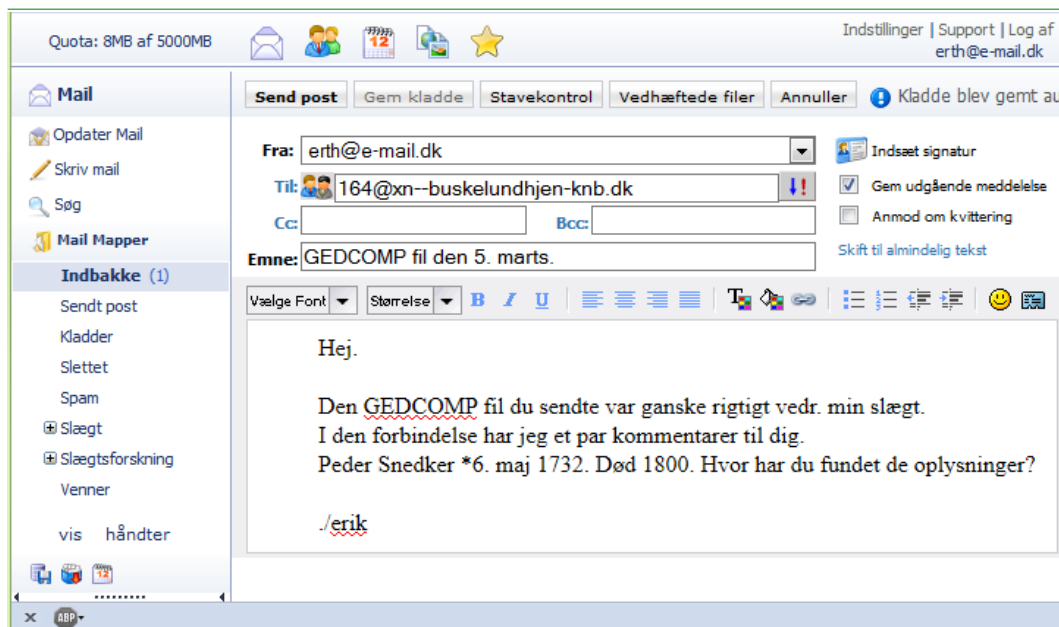 Quota: 8MB af 5000MB
12
Indstillinger | Support | Log af
erth@e-mail.dk
Mail
Send post Gem kladde Stavekontrol Vedhæftede filer Annuller Kladde blev gemt au
Opdater Mail
Skriv mail
Søg
Mail Mapper
Indbakke (1)
Sendt post
Kladder
Slettet
Spam
Slægt
Slægtsforskning
Venner
vis håndter
12
Fra: erth@e-mail.dk
Indsæt signatur
Til: 164@xn--buskelundhjen-knb.dk
Gem udgående meddelelse
Cc: Bcc:
Anmod om kvittering
Emne: GEDCOMP fil den 5. marts.
Skift til almindelig tekst
Vælge Font Størrelse B I U T
Hej.
Den GEDCOMP fil du sendte var ganske rigtigt vedr. min slægt.
I den forbindelse har jeg et par kommentarer til dig.
Peder Snedker *6. maj 1732. Død 1800. Hvor har du fundet de oplysninger?
./erik
x ABP